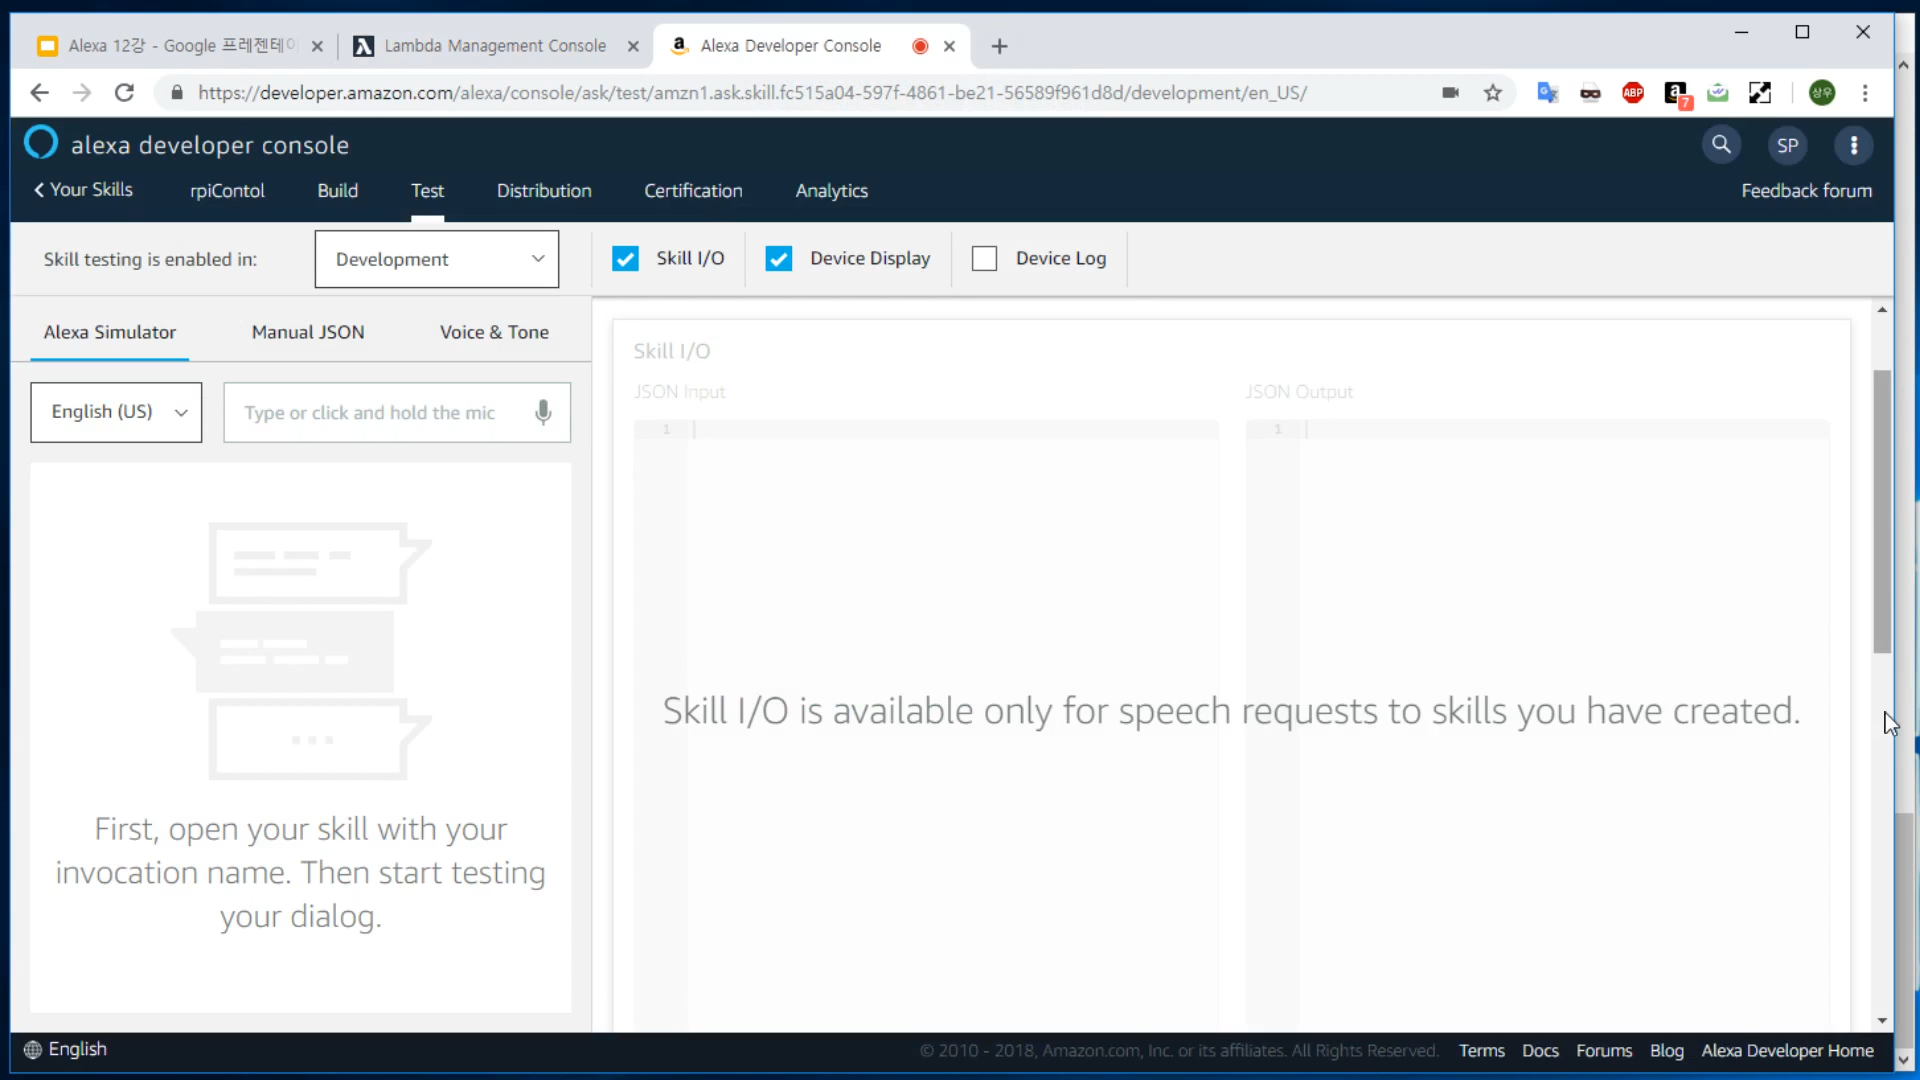 Alexa 12강 - Google 프레젠테이
Lambda Management Console
Alexa Developer Console
https://developer.amazon.com/alexa/console/ask/test/amzn1.ask.skill.fc515a04-597f-4861-be21-56589f961d8d/development/en_US/
ABP
a
7
상우
alexa developer console
SP
Your Skills
rpiContol
Build
Test
Distribution
Certification
Analytics
Feedback forum
Skill testing is enabled in:
Development
Skill I/O
Device Display
Device Log
Alexa Simulator
Manual JSON
Voice & Tone
English (US)
Type or click and hold the mic
Skill I/O
JSON Input
JSON Output
1
1
Skill I/O is available only for speech requests to skills you have created.
First, open your skill with your
invocation name. Then start testing
your dialog.
English
© 2010 - 2018, Amazon.com, Inc. or its affiliates. All Rights Reserved.
Terms
Docs
Forums
Blog
Alexa Developer Home